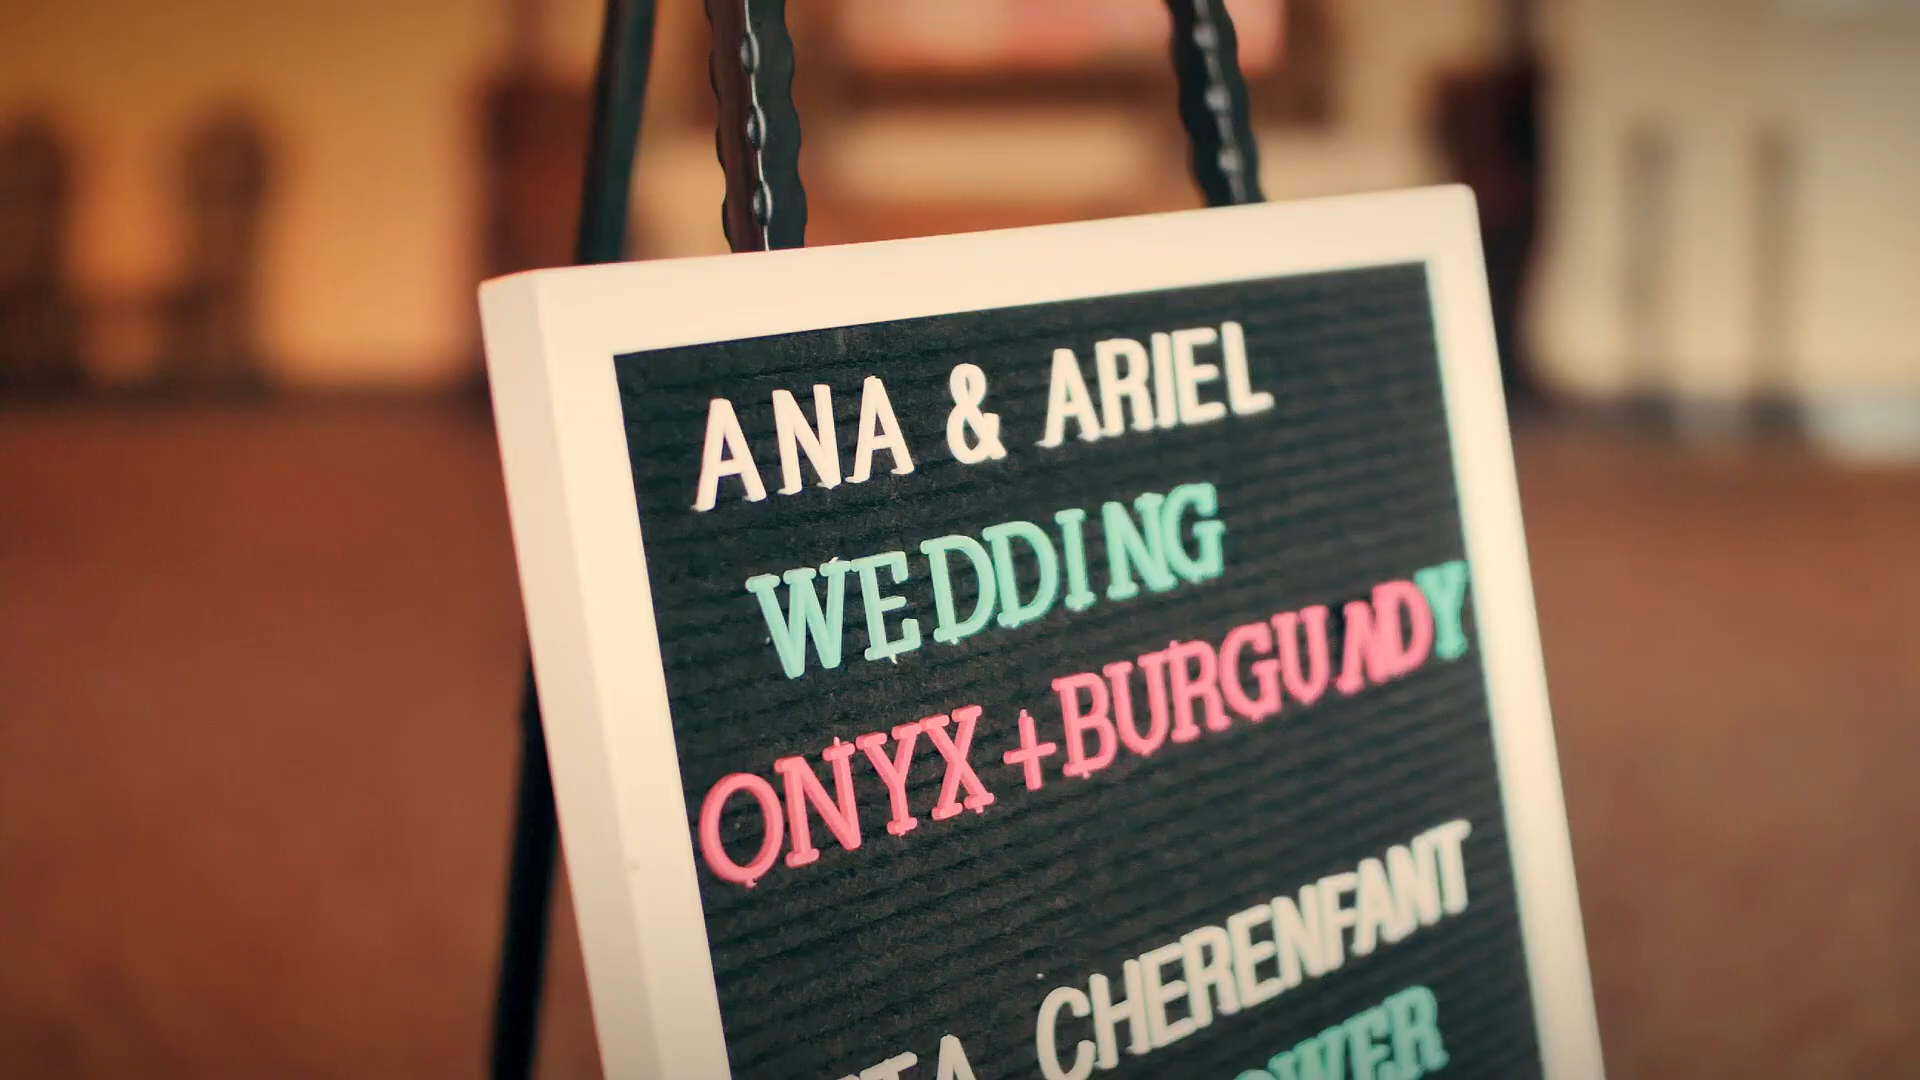 ANA & ARIEL
WEDDING
ONYX + BURGUNDY
CHERENFANT